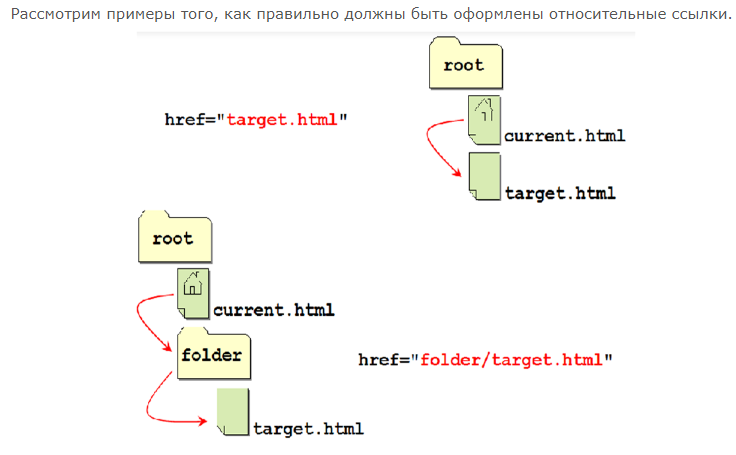 Рассмотрим примеры того, как правильно должны быть оформлены относительные ссылки.
root
href="target.html"
current.html
target.html
root
current.html
folder
href="folder/target.html"
target.html